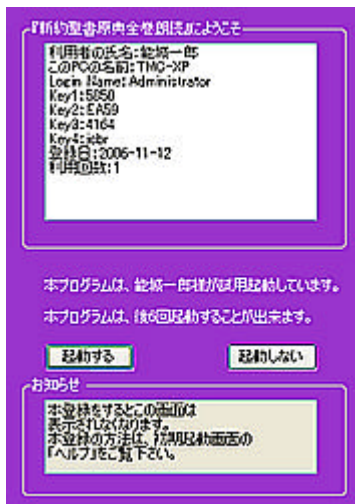 『新約聖書原典全巻朗読』にようこそ
利用者の氏名:能城一郎
このPCの名前:TMC-XP
Login Name:Administrator
Key1:5050
Key2:EA59
Key3:4164
登録日:2006-11-12
利用回数:1
本プログラムは、能城一郎様が試用起動しています。
本プログラムは、後6回起動することが出来ます。
起動する
起動しない
お知らせ
本登録をするとこの画面は
表示されなくなります。
本登録の方法は、初期起動画面の
「ヘルプ」をご覧下さい。